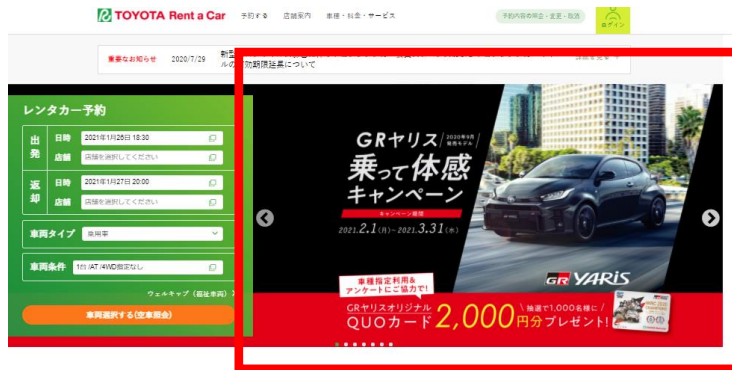 TOYOTA Rent a Car
予約する 店舗案内 車種・料金・サービス
予約内容の照会・変更・取消
ログイン
重要なお知らせ 2020/7/29
ルの
効期限延長について
レンタカー予約
出発 日時 2021年1月26日 18:30
店舗 店舗を選択してください
返却 日時 2021年1月27日 20:00
店舗 店舗を選択してください
車両タイプ 乗用車
車両条件 1台/AT/4WD指定なし
ウェルキャブ(福祉車両)
車両選択する(空車照会)
GRヤリス 2020年9月発売モデル
乗って体感
キャンペーン
キャンペーン期間
2021.2.1(月)~2021.3.31(水)
GR YARIS
車種指定利用&
アンケートにご協力で!
GRヤリスオリジナル
QUOカード 2,000円分プレゼント!
抽選で1,000名様に